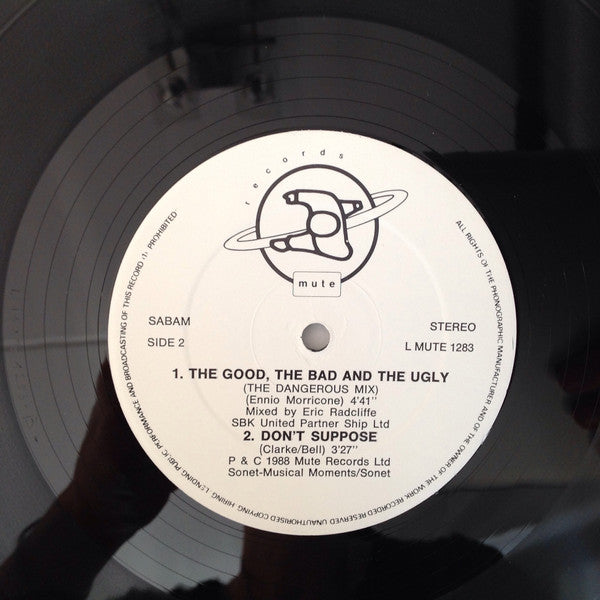 records
mute
SABAM
STEREO
SIDE 2
L MUTE 1283
1. THE GOOD, THE BAD AND THE UGLY
(THE DANGEROUS MIX)
(Ennio Morricone) 4'41''
Mixed by Eric Radcliffe
SBK United Partner Ship Ltd
2. DON'T SUPPOSE
(Clarke/Bell) 3'27''
P & C 1988 Mute Records Ltd
Sonet-Musical Moments/Sonet
ALL RIGHTS OF THE PHONOGRAPHIC MANUFACTURER AND OF THE OWNER OF THE WORK RECORDED RESERVED UNAUTHORISED COPYING HIRING LENDING PUBLIC PERFORMANCE AND BROADCASTING OF THIS RECORD PROHIBITED